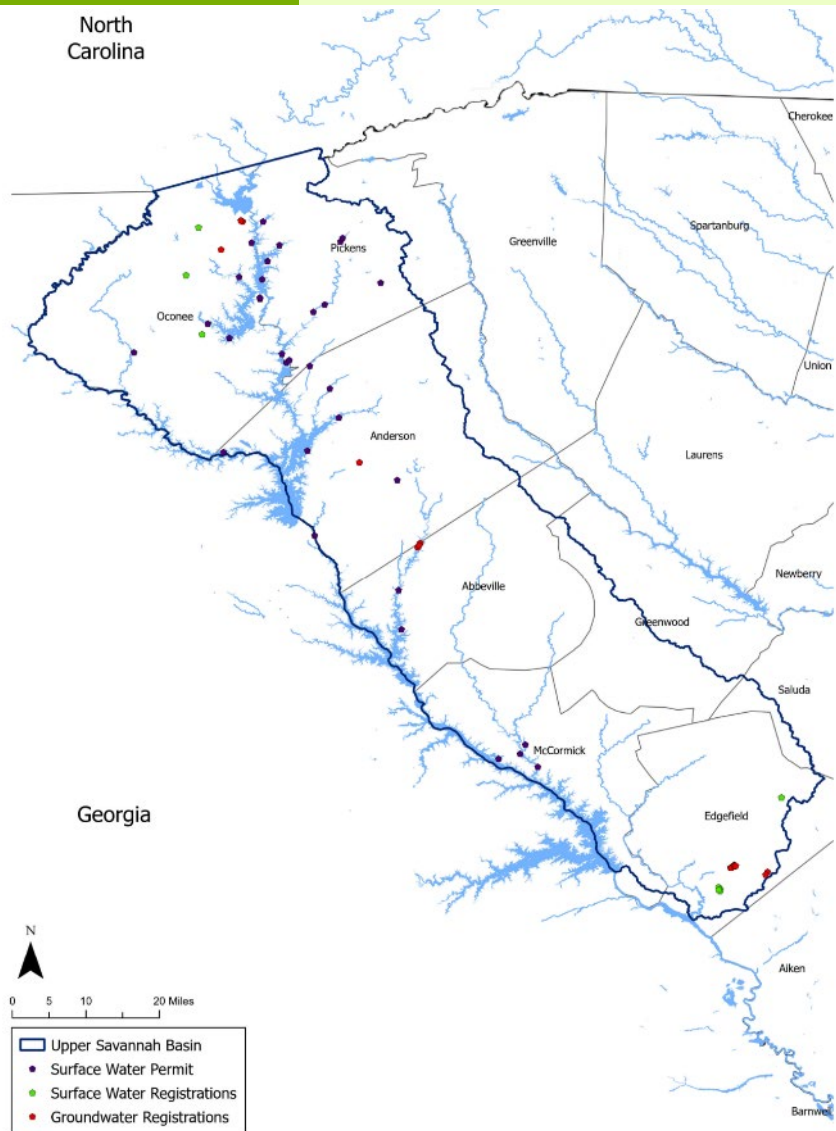 North
Carolina
Cherokee
Spartanburg
Greenville
Pickens
Oconee
Union
Anderson
Laurens
Newberry
Abbeville
Greenwood
Saluda
McCormick
Georgia
Edgefield
Aiken
N
0 5 10 20 Miles
Upper Savannah Basin
Surface Water Permit
Surface Water Registrations
Groundwater Registrations